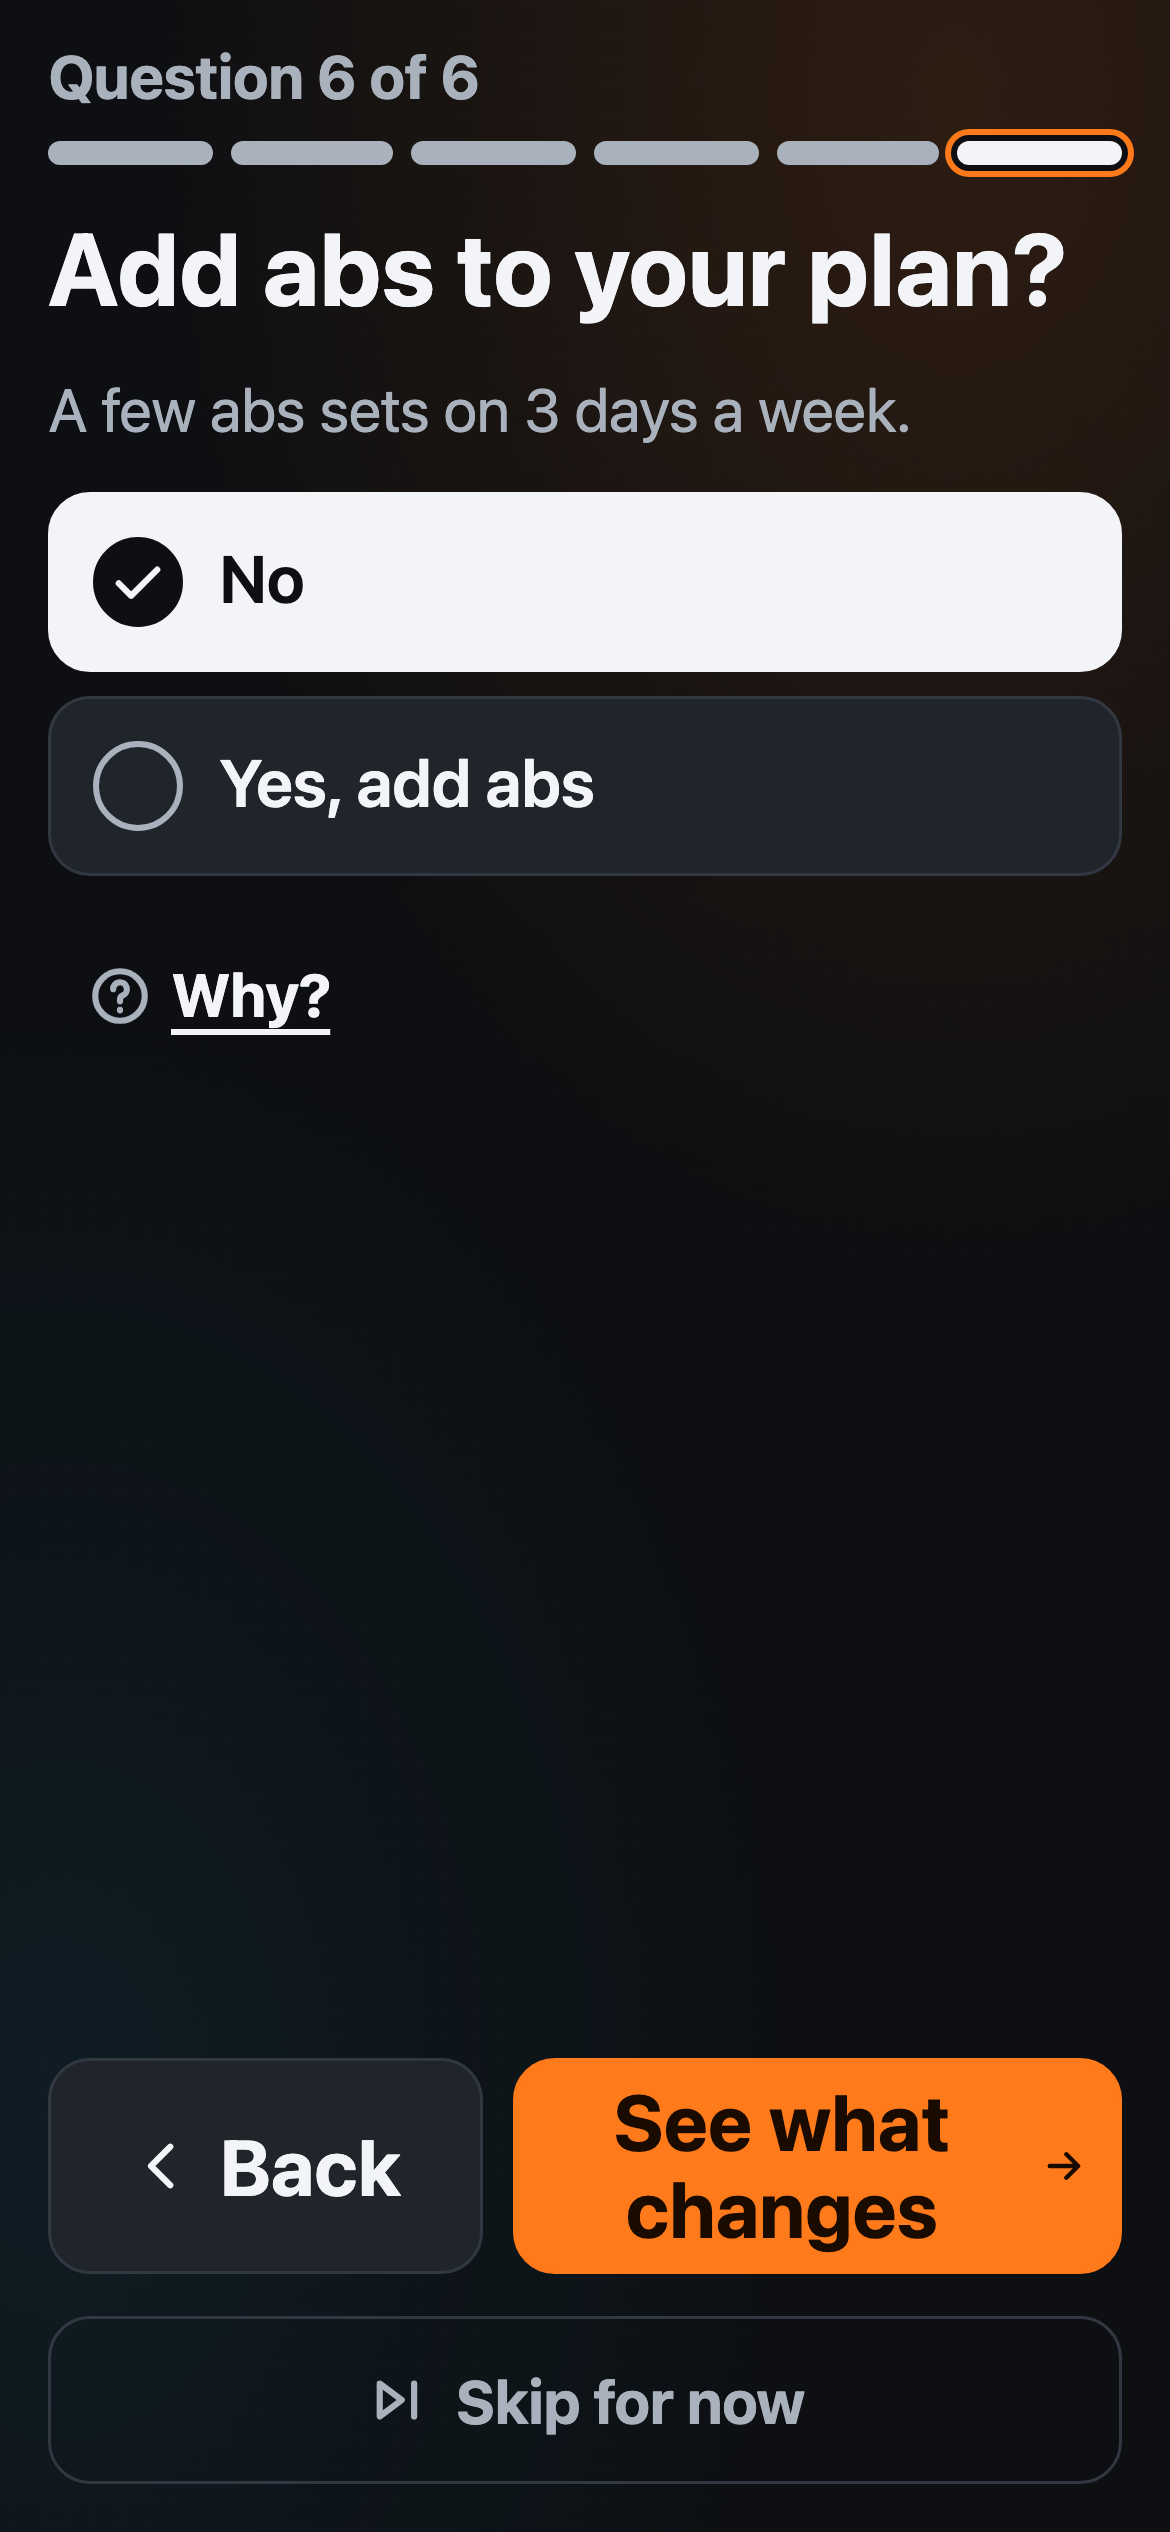 Question 6 of 6
Add abs to your plan?
A few abs sets on 3 days a week.
No
Yes, add abs
Why?
Back
See what
changes
Skip for now